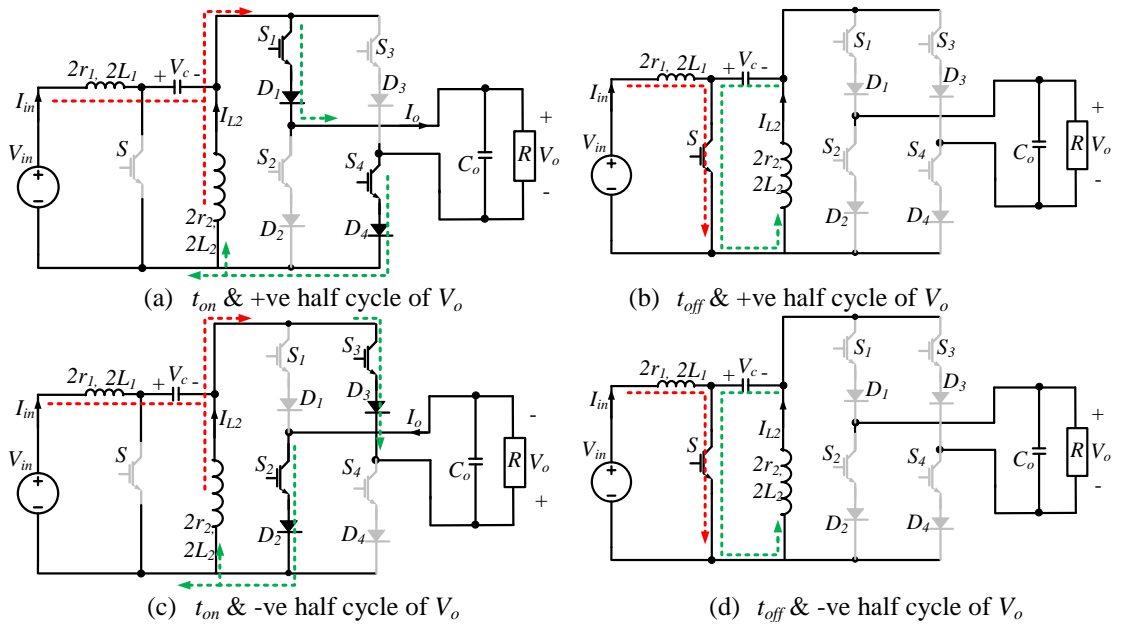 2r1, 2L1
+ Vc -
Iin
Vin
S
IL2
2r2,
2L2
S1
D1
S2
D2
S3
D3
S4
D4
Io
Co
R
+
Vo
-
(a) ton & +ve half cycle of Vo
2r1, 2L1
+ Vc -
Iin
Vin
S
IL2
2r2,
2L2
S1
D1
S2
D2
S3
D3
S4
D4
Co
R
+
Vo
-
(b) toff & +ve half cycle of Vo
2r1, 2L1
+ Vc -
Iin
Vin
S
IL2
2r2,
2L2
S1
D1
S2
D2
S3
D3
S4
D4
Io
Co
R
-
Vo
+
(c) ton & -ve half cycle of Vo
2r1, 2L1
+ Vc -
Iin
Vin
S
IL2
2r2,
2L2
S1
D1
S2
D2
S3
D3
S4
D4
Co
R
+
Vo
-
(d) toff & -ve half cycle of Vo